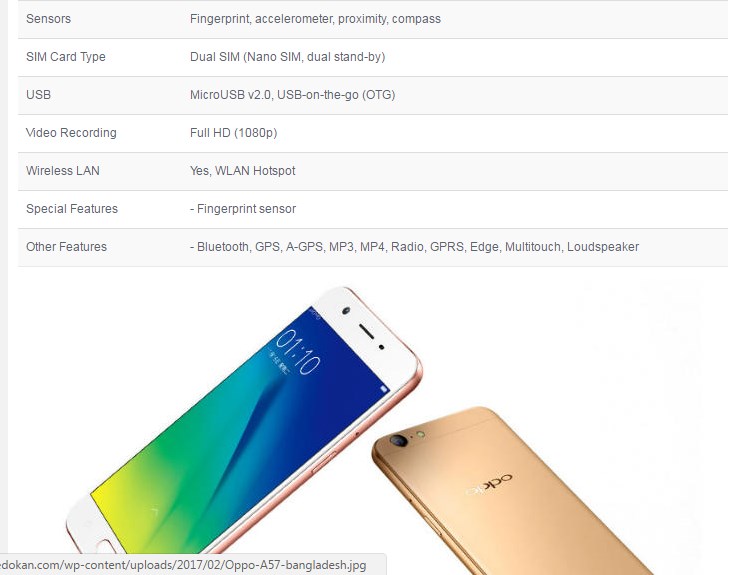 Sensors Fingerprint, accelerometer, proximity, compass
SIM Card Type Dual SIM (Nano SIM, dual stand-by)
USB MicroUSB v2.0, USB-on-the-go (OTG)
Video Recording Full HD (1080p)
Wireless LAN Yes, WLAN Hotspot
Special Features - Fingerprint sensor
Other Features - Bluetooth, GPS, A-GPS, MP3, MP4, Radio, GPRS, Edge, Multitouch, Loudspeaker
01:10
oppo
edokan.com/wp-content/uploads/2017/02/Oppo-A57-bangladesh.jpg